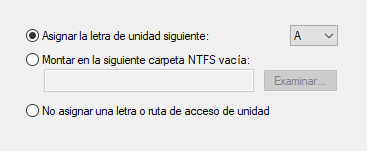 Asignar la letra de unidad siguiente: A
Montar en la siguiente carpeta NTFS vacía:
Examinar...
No asignar una letra o ruta de acceso de unidad